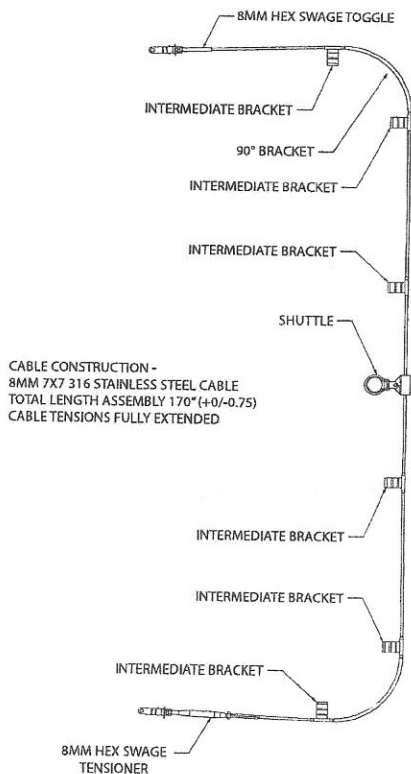 8MM HEX SWAGE TOGGLE
INTERMEDIATE BRACKET
90° BRACKET
INTERMEDIATE BRACKET
INTERMEDIATE BRACKET
SHUTTLE
CABLE CONSTRUCTION -
8MM 7X7 316 STAINLESS STEEL CABLE
TOTAL LENGTH ASSEMBLY 170" (+0/-0.75)
CABLE TENSIONS FULLY EXTENDED
INTERMEDIATE BRACKET
INTERMEDIATE BRACKET
INTERMEDIATE BRACKET
8MM HEX SWAGE
TENSIONER